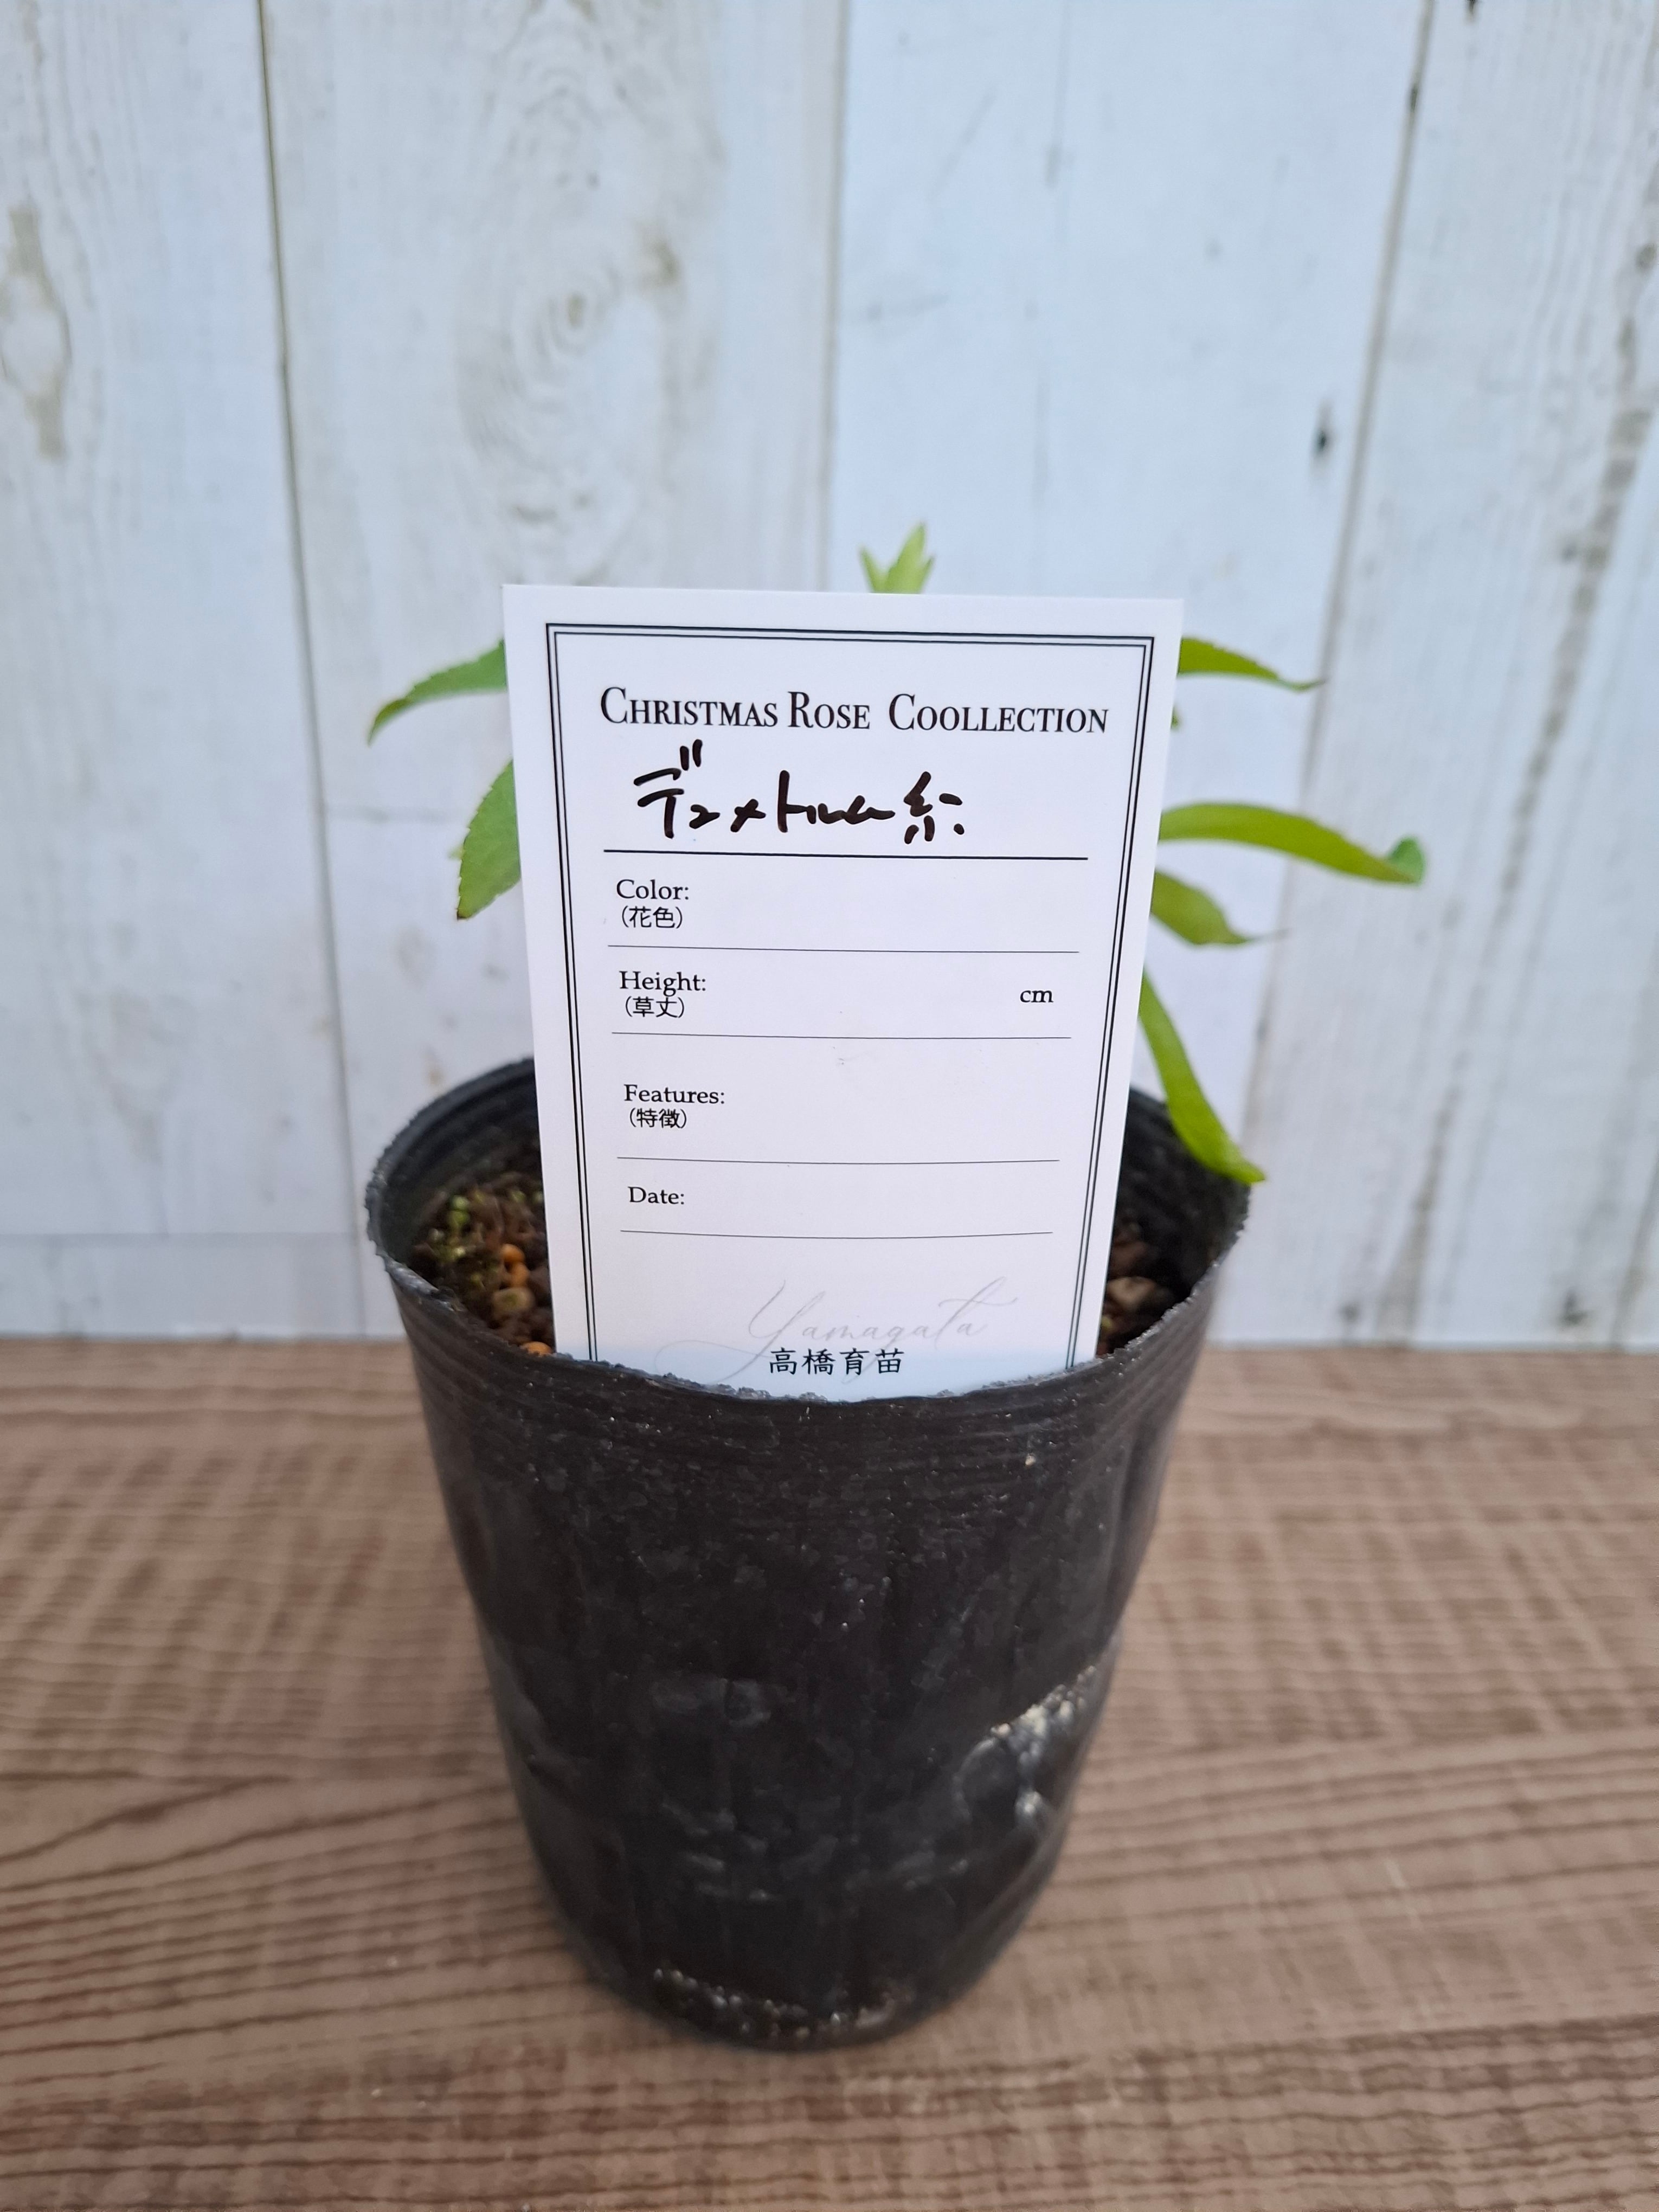 CHRISTMAS ROSE COOLLECTION
デュメトルム系
Color:
(花色)
Height:
cm
(草丈)
Features:
(特徴)
Date:
Yamagata
高橋育苗